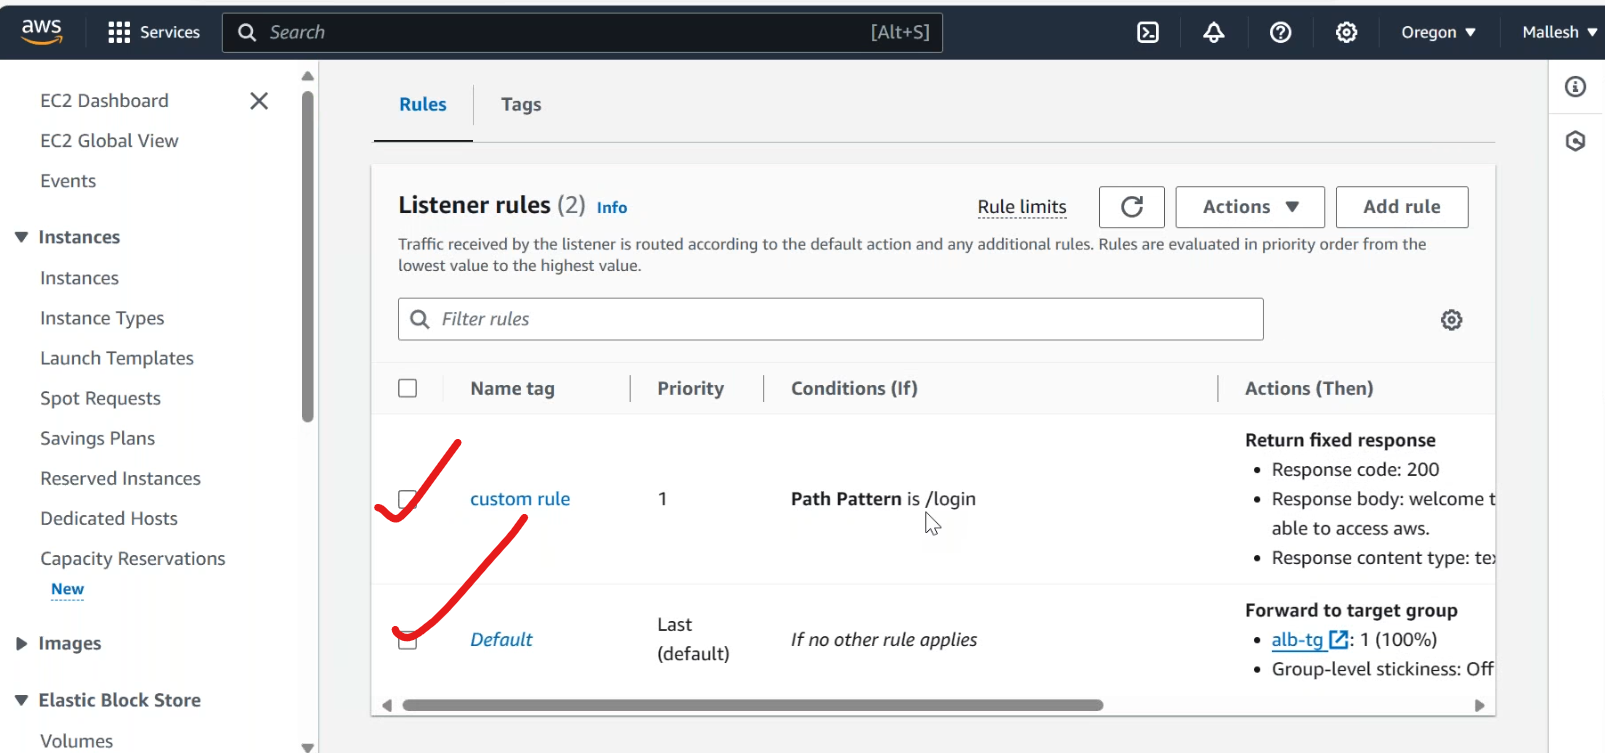 aws
Services
Search
[Alt+S]
Oregon
Mallesh
EC2 Dashboard
EC2 Global View
Events
Instances
Instances
Instance Types
Launch Templates
Spot Requests
Savings Plans
Reserved Instances
Dedicated Hosts
Capacity Reservations
New
Images
Elastic Block Store
Volumes
Rules
Tags
Listener rules (2) Info
Rule limits
Actions
Add rule
Traffic received by the listener is routed according to the default action and any additional rules. Rules are evaluated in priority order from the
lowest value to the highest value.
Filter rules
Name tag
Priority
Conditions (If)
Actions (Then)
custom rule
1
Path Pattern is /login
Return fixed response
• Response code: 200
• Response body: welcome t
able to access aws.
• Response content type: te
Default
Last
(default)
If no other rule applies
Forward to target group
• alb-tg : 1 (100%)
• Group-level stickiness: Off